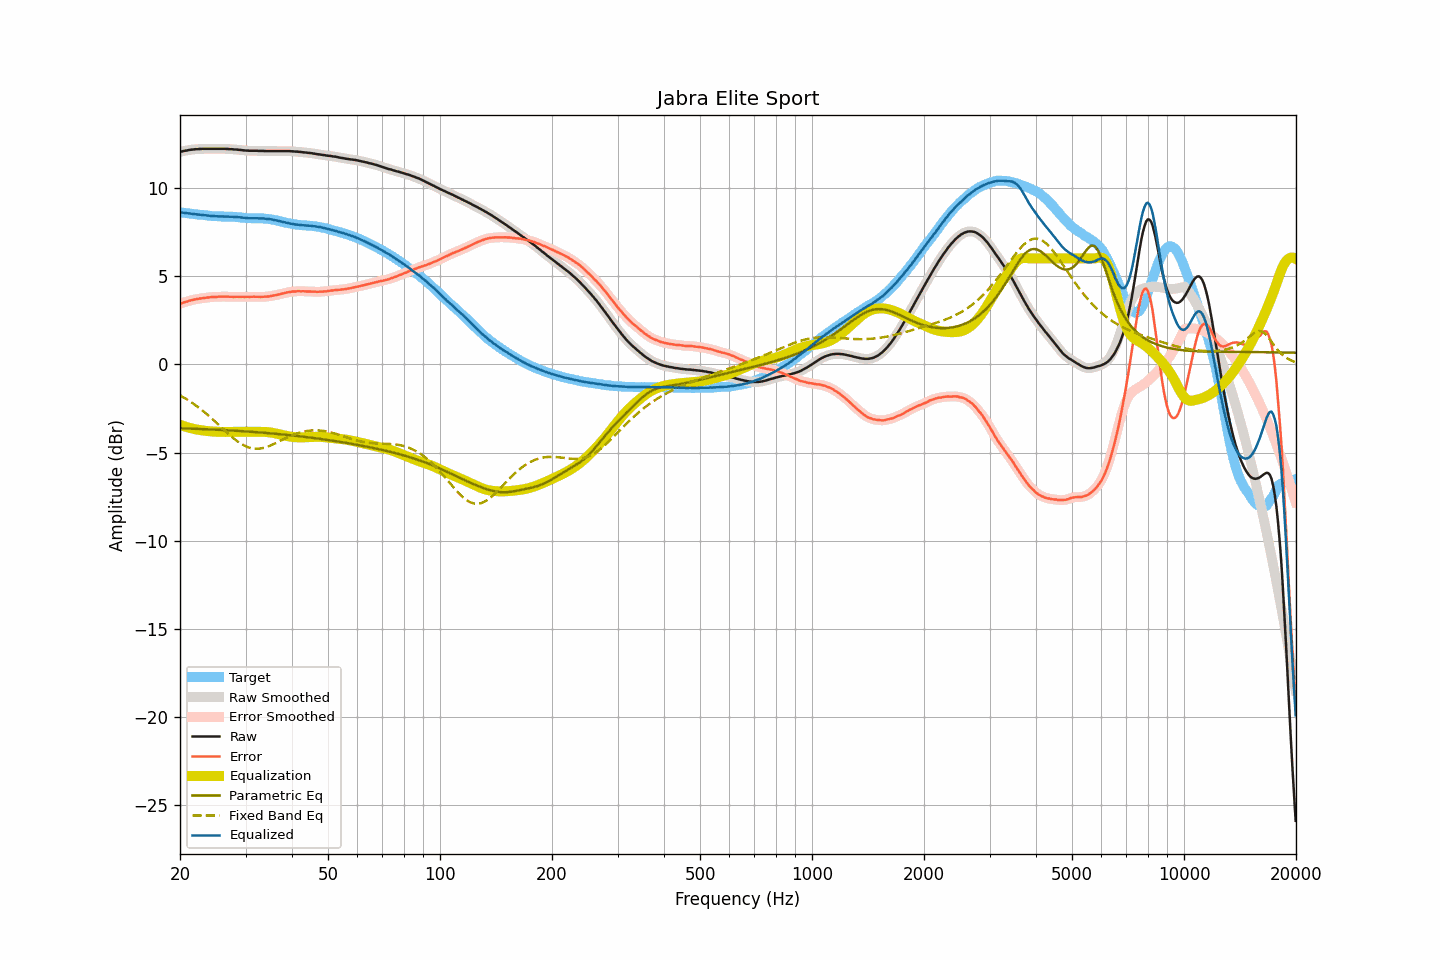 Jabra Elite Sport
Amplitude (dBr)
10
5
0
−5
−10
−15
−20
−25
Target
Raw Smoothed
Error Smoothed
Raw
Error
Equalization
Parametric Eq
Fixed Band Eq
Equalized
20 50 100 200 500 1000 2000 5000 10000 20000
Frequency (Hz)